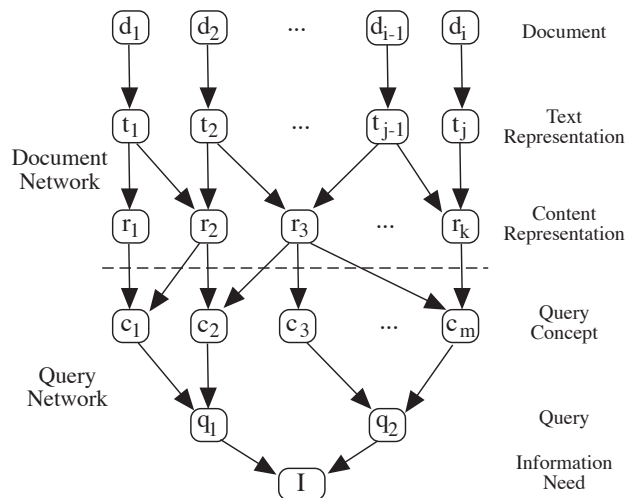 d1 d2 ... di-1 di Document
t1 t2 ... tj-1 tj Text
Representation
Document
Network
r1 r2 r3 ... rk Content
Representation
c1 c2 c3 ... cm Query
Concept
Query
Network
q1 q2 Query
I Information
Need